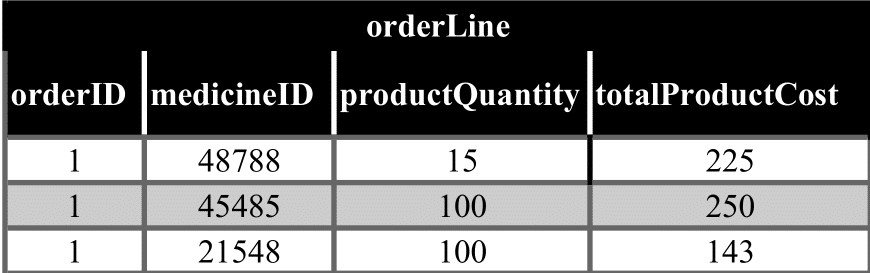 orderLine
orderID medicineID productQuantity totalProductCost
1 48788 15 225
1 45485 100 250
1 21548 100 143